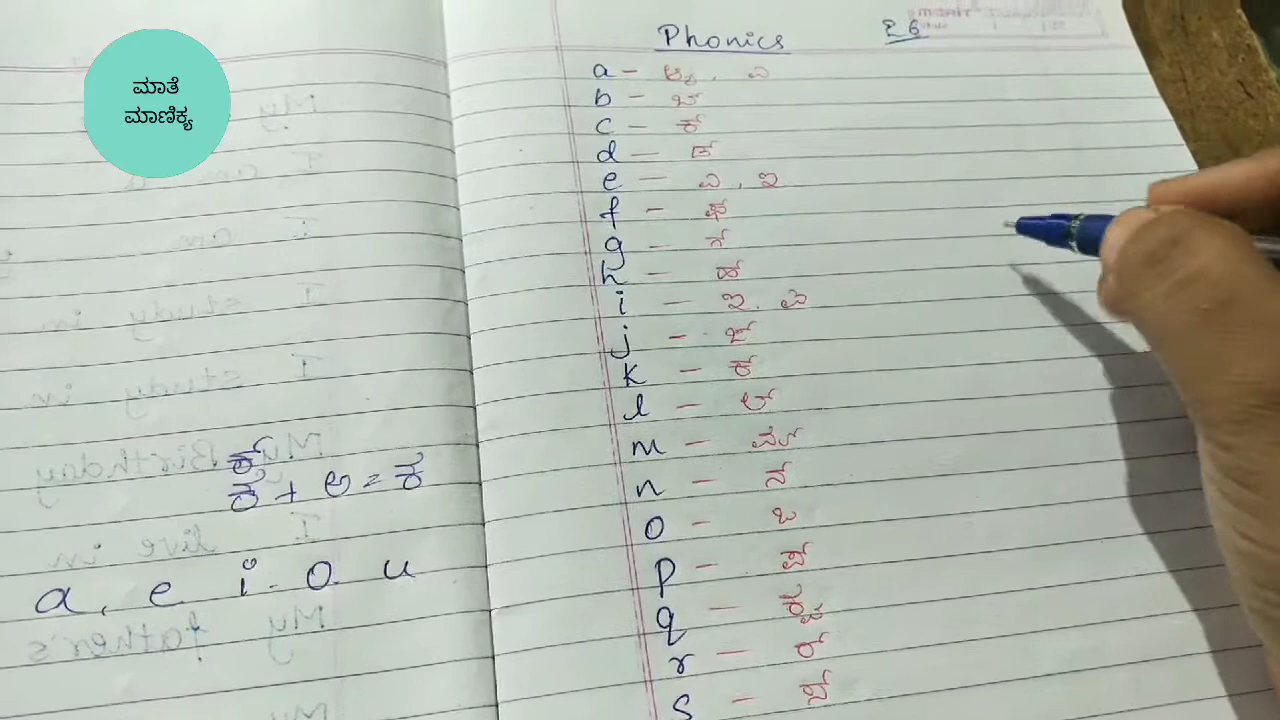 ಮಾತೆ
ಮಾಣಿಕ್ಯ
ಕ್
ಕ್ + ಅ = ಕ
a, e i o u
Phonics
a – ಆ್ಯ, ಎ
b – ಬ್
c – ಕ್
d – ಡ್
e – ಎ, ಇ
f – ಫ್
g – ಗ್
h – ಹ್
i – ಇ, ಐ
j – ಜ್
k – ಕ್
l – ಲ್
m – ಮ್
n – ನ್
o – ಒ
p – ಪ್
q – ಕ್ವ
r – ರ್
s – ಸ್